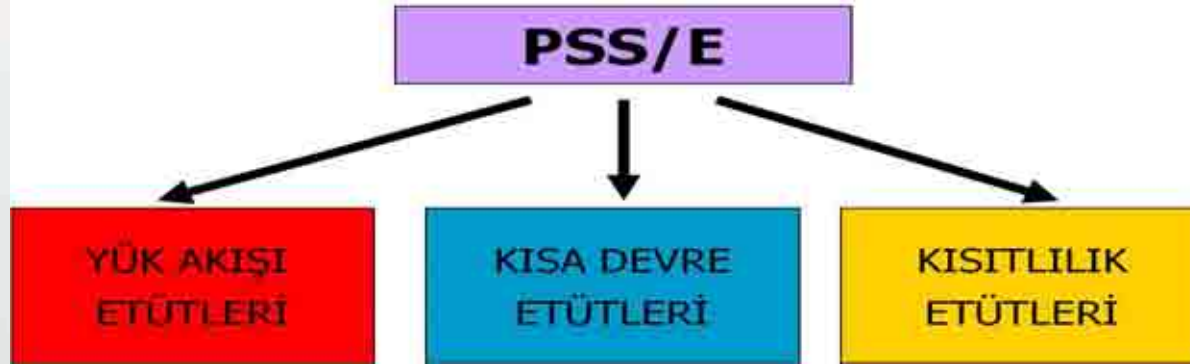 PSS/E
YÜK AKIŞI
ETÜTLERİ
KISA DEVRE
ETÜTLERİ
KISITLILIK
ETÜTLERİ